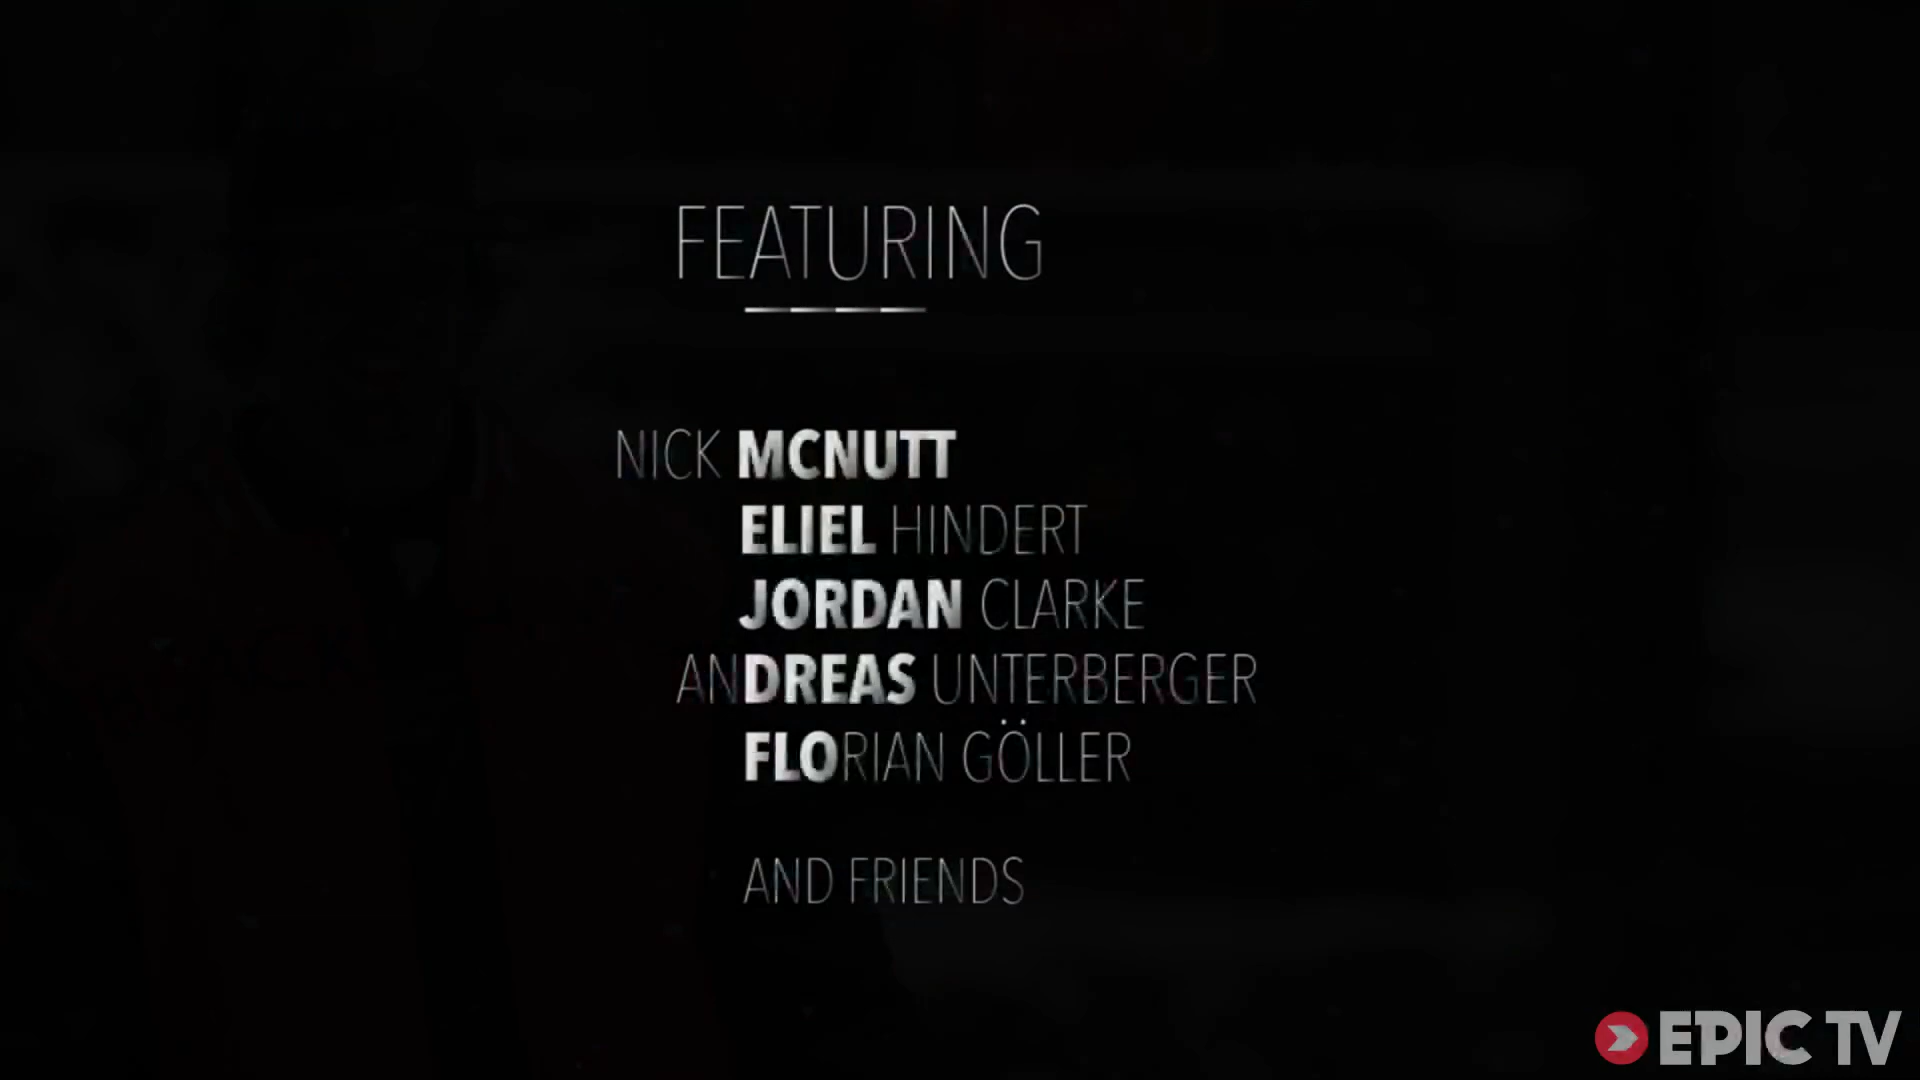 FEATURING
NICK MCNUTT
ELIEL HINDERT
JORDAN CLARKE
ANDREAS UNTERBERGER
FLORIAN GÖLLER
AND FRIENDS
EPIC TV